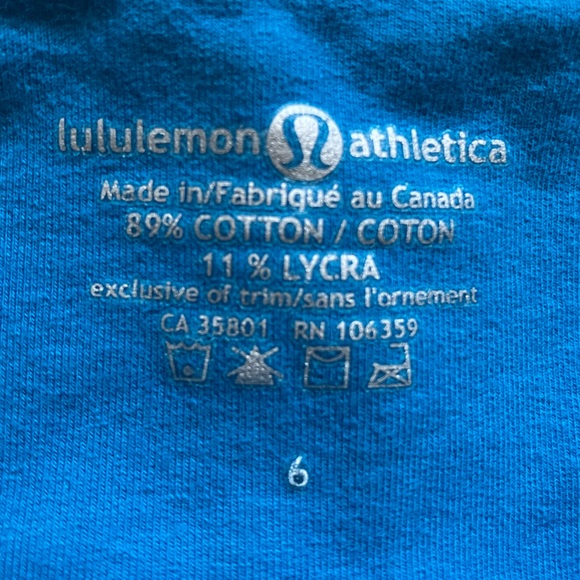 lululemon athletica
Made in/Fabriqué au Canada
89% COTTON / COTON
11 % LYCRA
exclusive of trim/sans l'ornement
CA 35801 RN 106359
6